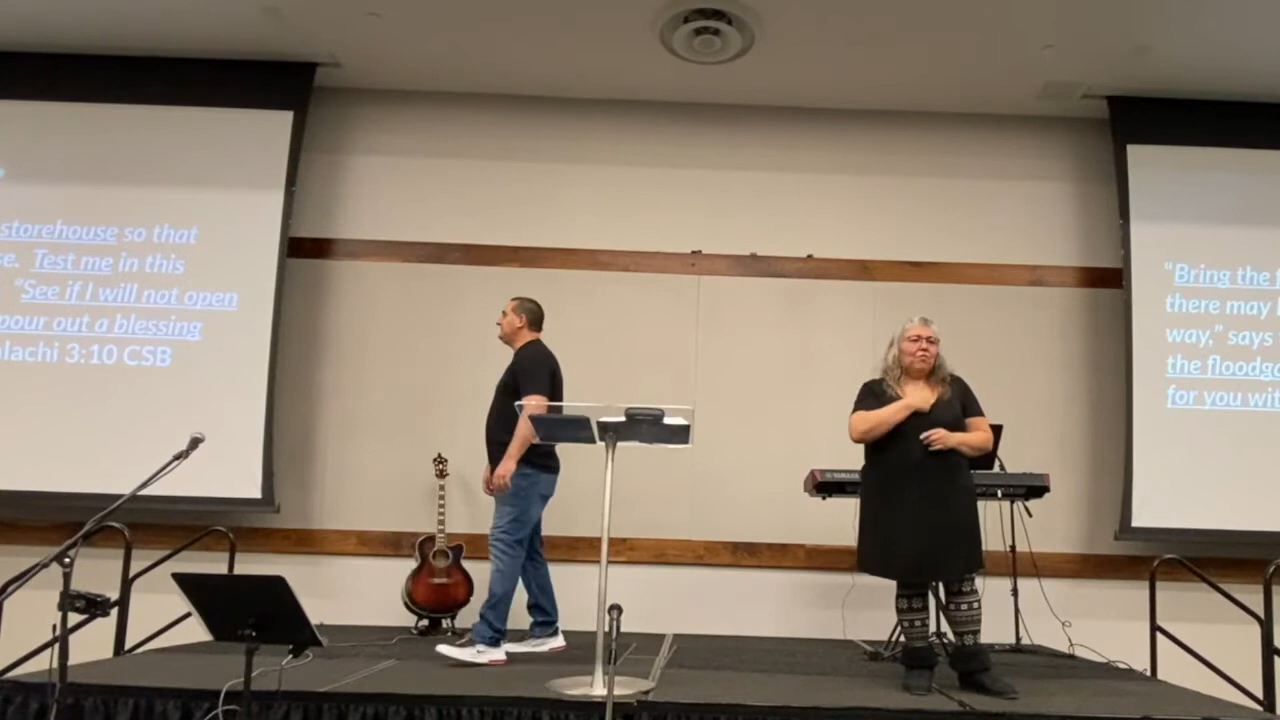 storehouse so that
se. Test me in this
"See if I will not open
pour out a blessing
alachi 3:10 CSB
"Bring the f
there may
way," says
the floodga
for you wit
YAMAHA